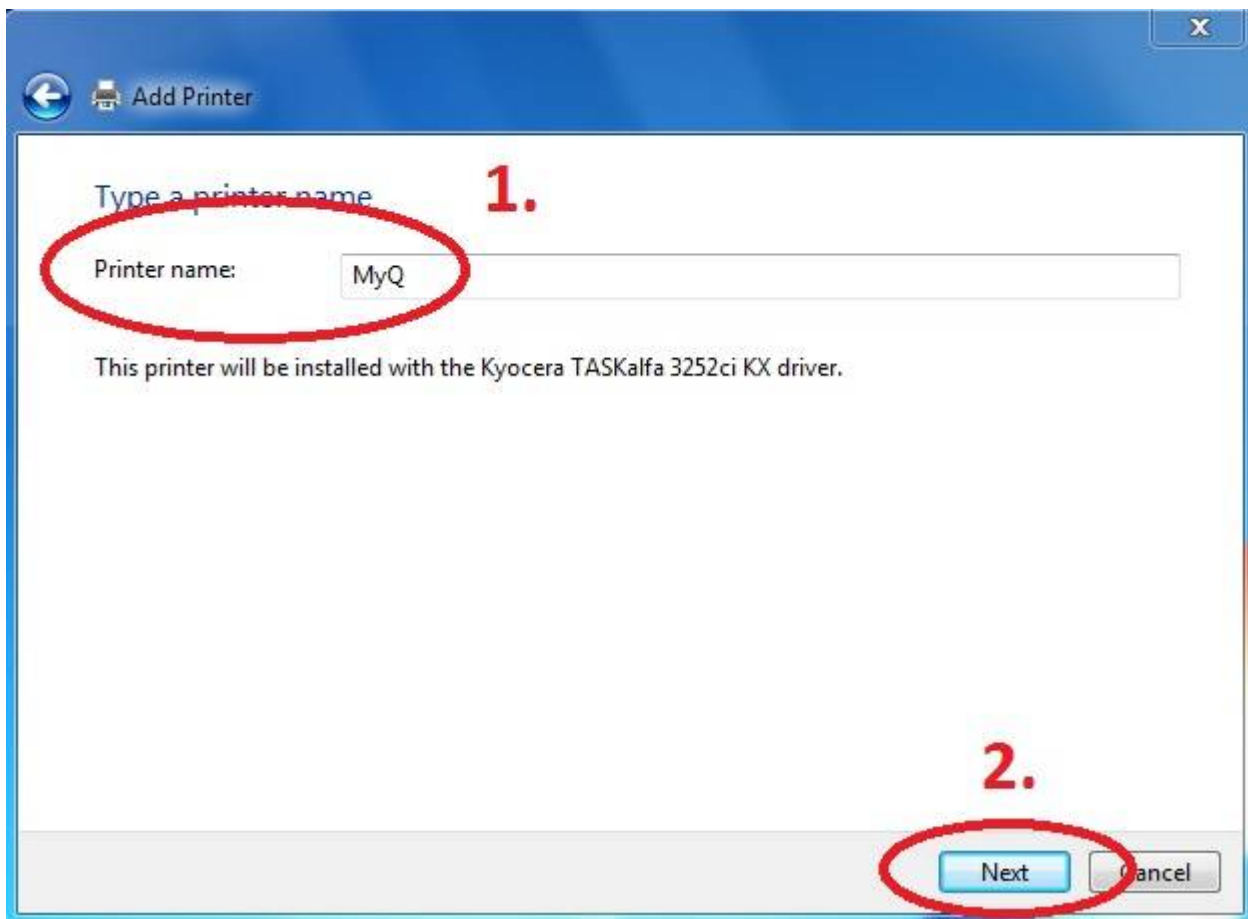 X
Add Printer
Type a printer name
1.
Printer name:
MyQ
This printer will be installed with the Kyocera TASKalfa 3252ci KX driver.
2.
Next
Cancel